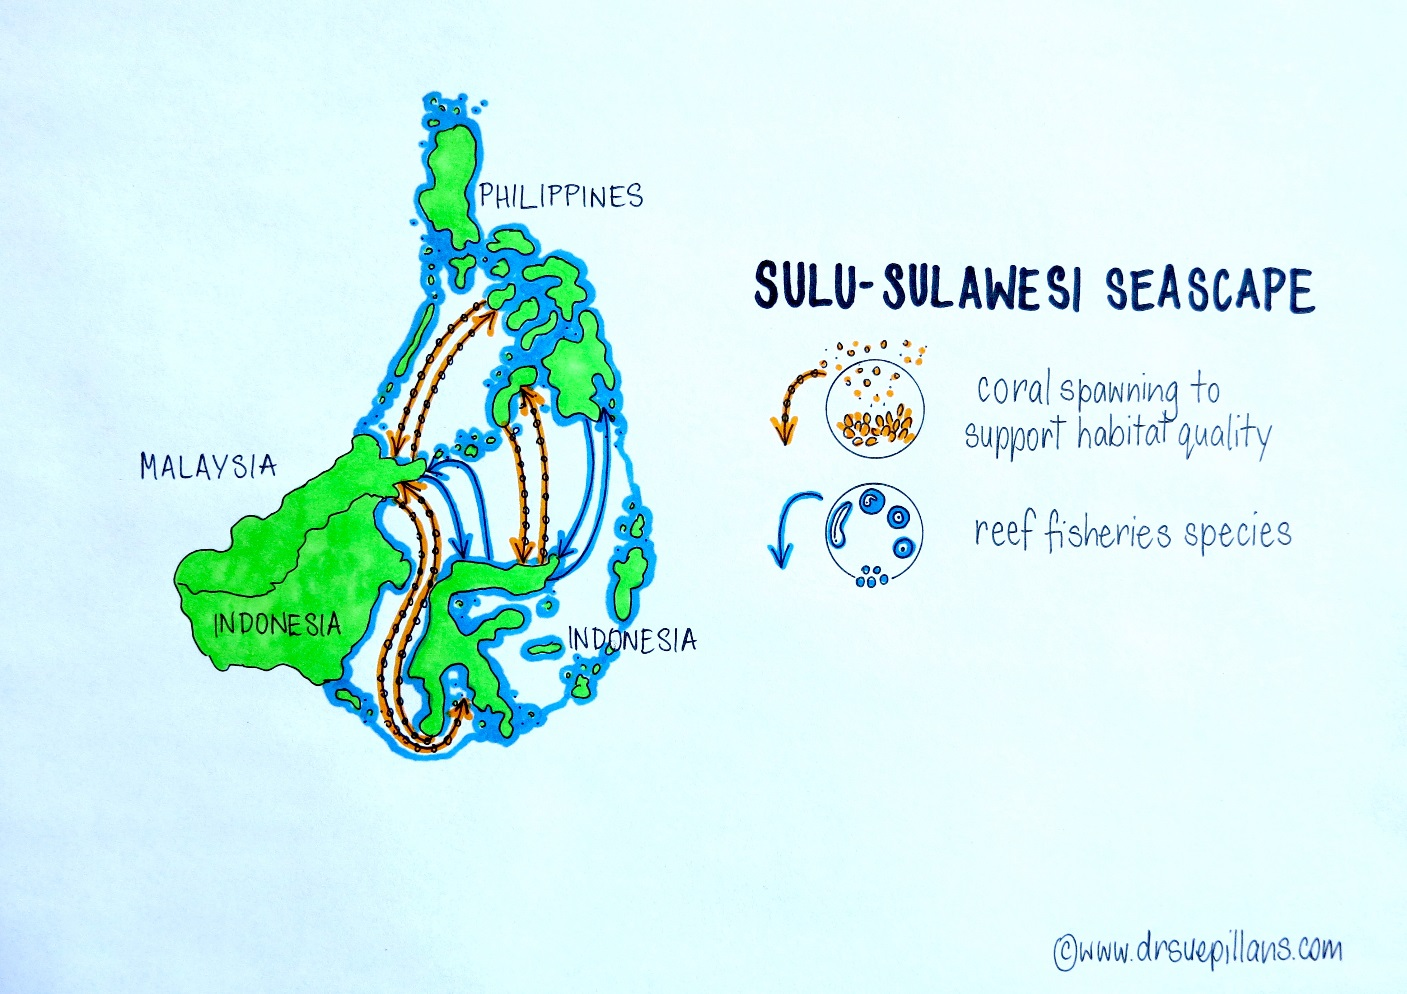 PHILIPPINES
SULU-SULAWESI SEASCAPE
coral spawning to
support habitat quality
MALAYSIA
reef fisheries species
INDONESIA
INDONESIA
©www.drsuepillans.com